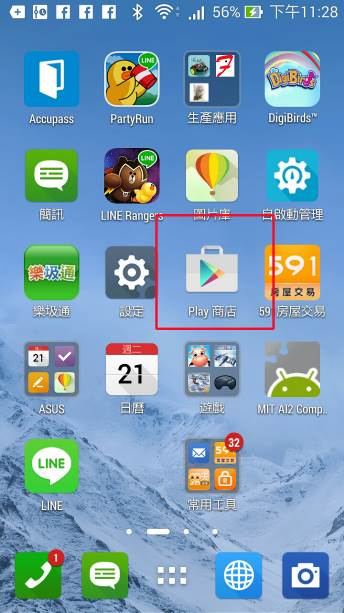 56% 下午11:28
Accupass
PartyRun
生產應用
DigiBirds™
簡訊
LINE Rangers
圖片庫
自啟動管理
樂圾通
設定
Play 商店
591房屋交易
ASUS
日曆
遊戲
MIT AI2 Comp..
LINE
常用工具
LINE
DigiBirds
LINE
樂圾通
591
房屋交易
21
週二
21
LINE
32
591
1